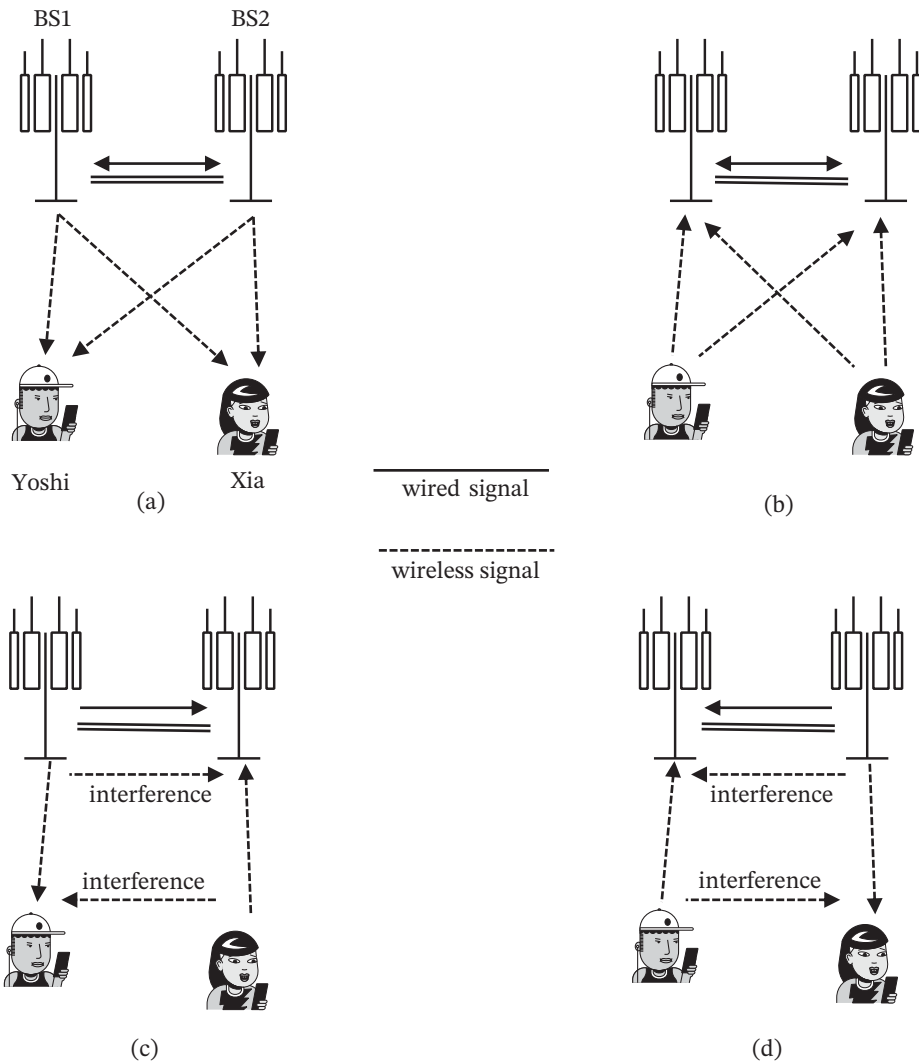 BS1 BS2
Yoshi Xia
(a)
wired signal
(b)
wireless signal
interference
interference
(c)
interference
interference
(d)